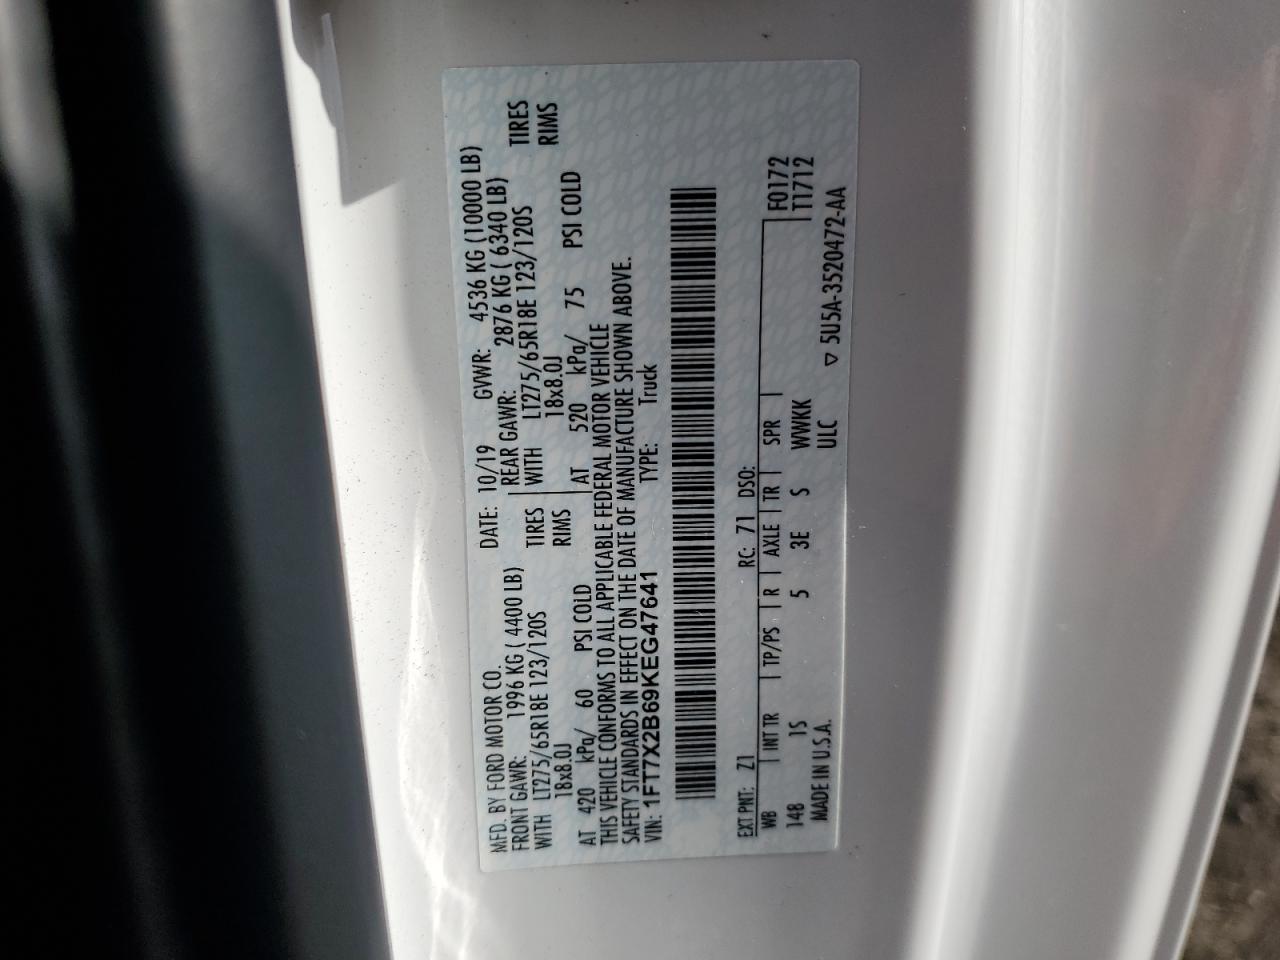 MFD. BY FORD MOTOR CO. DATE: 10/19 GVWR: 4536 KG (10000 LB)
FRONT GAWR: 1996 KG ( 4400 LB) REAR GAWR: 2876 KG ( 6340 LB)
WITH LT275/65R18E 123/120S TIRES WITH LT275/65R18E 123/120S TIRES
18x8.0J RIMS 18x8.0J RIMS
AT 420 kPa/ 60 PSI COLD AT 520 kPa/ 75 PSI COLD
THIS VEHICLE CONFORMS TO ALL APPLICABLE FEDERAL MOTOR VEHICLE
SAFETY STANDARDS IN EFFECT ON THE DATE OF MANUFACTURE SHOWN ABOVE.
VIN: 1FT7X2B69KEG47641 TYPE: Truck
EXT PNT: Z1 RC: 71 DSO:
WB INT TR TP/PS R AXLE TR SPR F0172
148 1S 5 3E S WWKK T1712
MADE IN U.S.A. ULC ▽ 5U5A-3520472-AA